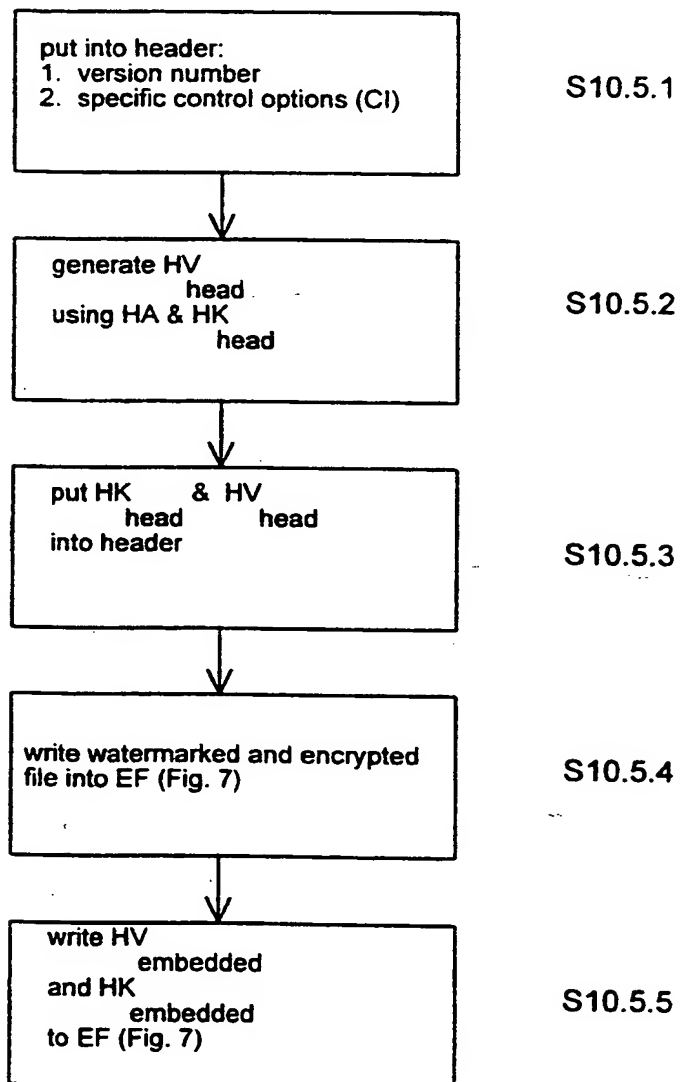 put into header:
1. version number
2. specific control options (CI)
S10.5.1
generate HV
head
using HA & HK
head
S10.5.2
put HK & HV
head head
into header
S10.5.3
write watermarked and encrypted
file into EF (Fig. 7)
S10.5.4
write HV
embedded
and HK
embedded
to EF (Fig. 7)
S10.5.5